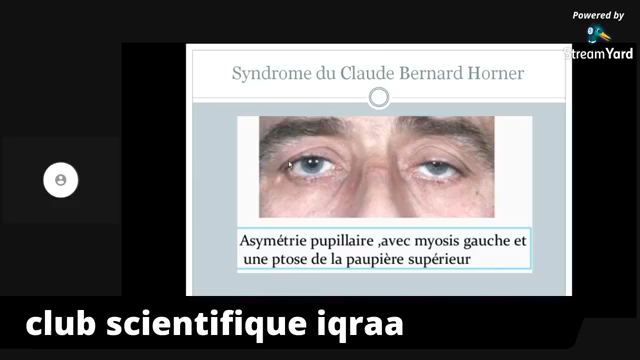 Powered by
StreamYard
Syndrome du Claude Bernard Horner
Asymétrie pupillaire ,avec myosis gauche et
une ptose de la paupière supérieur
club scientifique iqraa